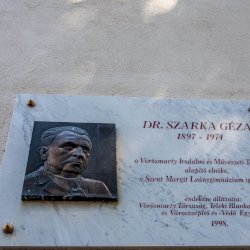 DR. SZARKA GÉZA
1897 - 1974
a Vörösmarty Irodalmi és Művészeti
alapító elnöke,
a Szent Margit Leánygimnázium
emlékére állíttatta:
Vörösmarty Társaság, Teleki Blanka
és Városszépítő és -Védő
1998.